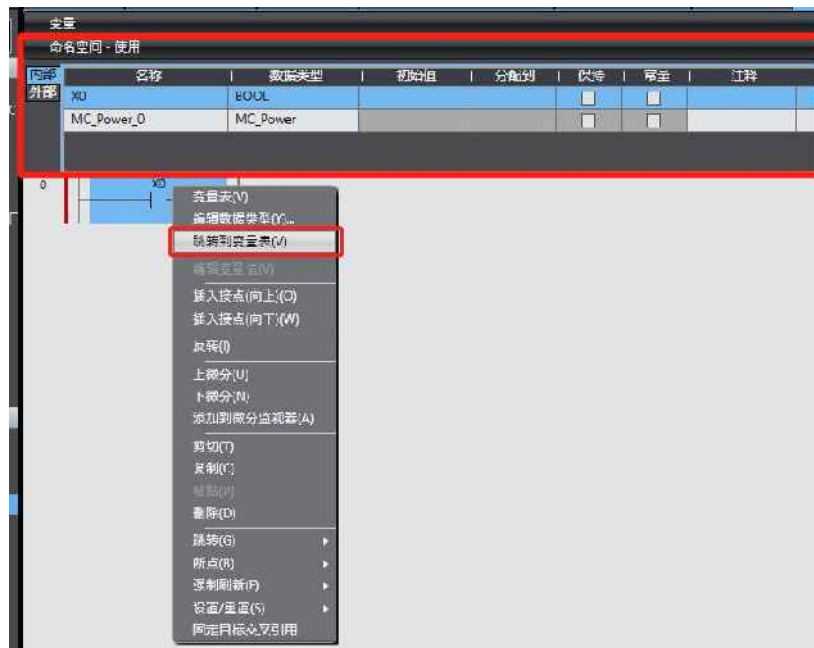 变量
命名空间 - 使用
内部
外部
名称 数据类型 初始值 分配到 保持 常量 注释
X0 BOOL
MC_Power_0 MC_Power
0
X0
变量表(V)
编辑数据类型(Y)...
跳转到变量表(J)
编辑变量值(V)
插入接点(向上)(O)
插入接点(向下)(W)
反转(I)
上微分(U)
下微分(N)
添加到微分监视器(A)
剪切(T)
复制(C)
粘贴(P)
删除(D)
跳转(G)
断点(B)
强制刷新(F)
设置/重置(S)
固定目标交叉引用